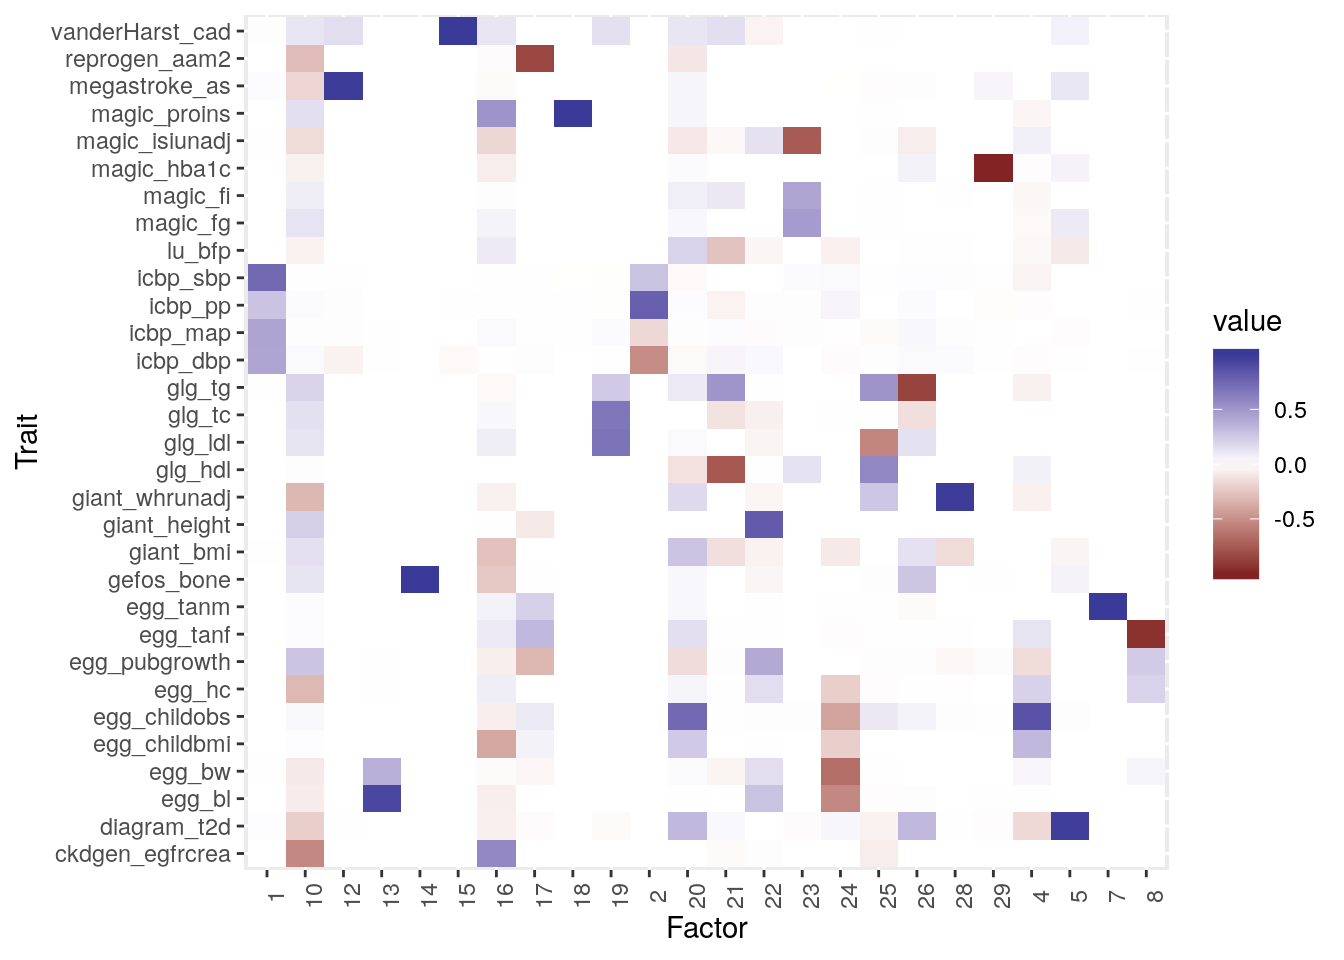 vanderHarst_cad
reprogen_aam2
megastroke_as
magic_proins
magic_isiunadj
magic_hba1c
magic_fi
magic_fg
lu_bfp
icbp_sbp
icbp_pp
icbp_map
icbp_dbp
glg_tg
glg_tc
glg_ldl
glg_hdl
giant_whrunadj
giant_height
giant_bmi
gefos_bone
egg_tanm
egg_tanf
egg_pubgrowth
egg_hc
egg_childobs
egg_childbmi
egg_bw
egg_bl
diagram_t2d
ckdgen_egfrcrea
Trait
1 10 12 13 14 15 16 17 18 19 2 20 21 22 23 24 25 26 28 29 4 5 7 8
Factor
value
0.5
0.0
-0.5